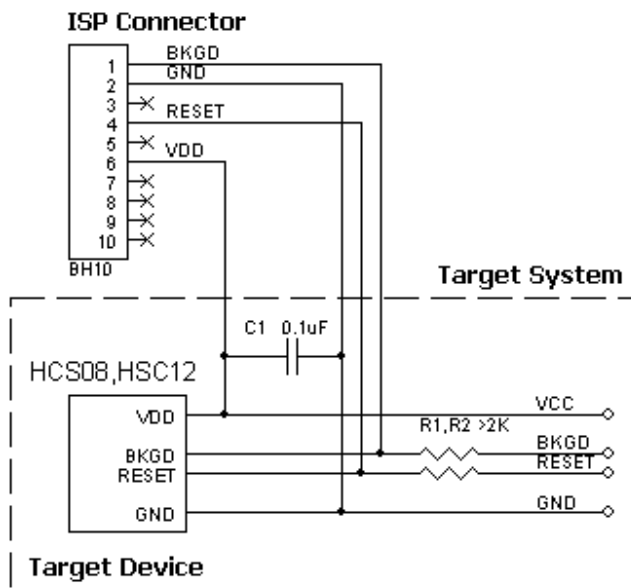 ISP Connector
1 BKGD
2 GND
3
4 RESET
5
6 VDD
7
8
9
10
BH10
Target System
C1 0.1uF
HCS08,HSC12
VDD
VCC
R1,R2 >2K
BKGD
BKGD
RESET
RESET
GND
GND
Target Device